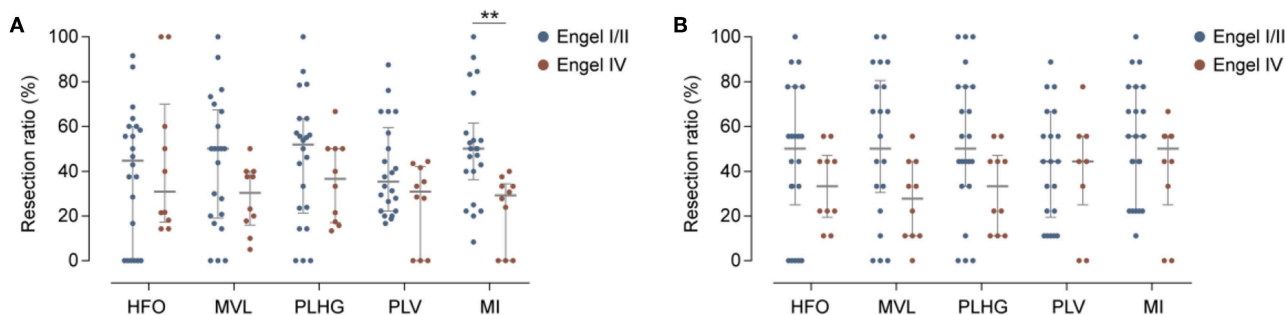 A
**
100
80
60
40
20
0
Resection ratio (%)
HFO MVL PLHG PLV MI
Engel I/II
Engel IV
B
100
80
60
40
20
0
Resection ratio (%)
HFO MVL PLHG PLV MI
Engel I/II
Engel IV